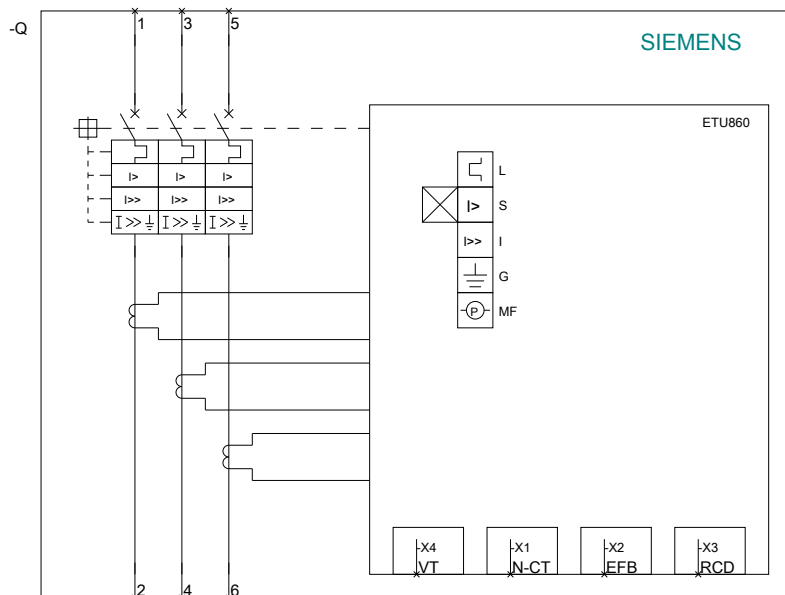 -Q
1 3 5
SIEMENS
ETU860
L
I> I> I>
I> S
I>> I>> I>>
I >> I >> I >>
I>> I
G
P MF
-X4 -X1 -X2 -X3
VT N-CT EFB RCD
2 4 6